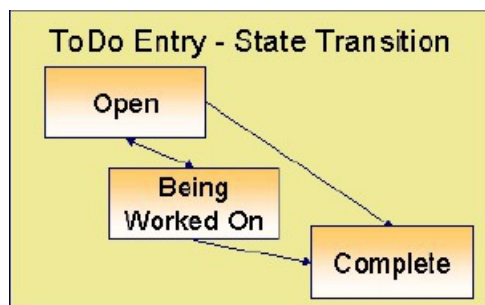 ToDo Entry - State Transition
Open
Being
Worked On
Complete